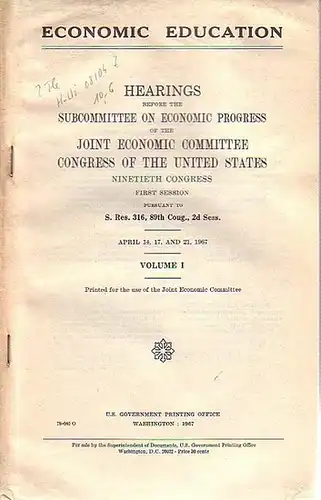 ECONOMIC EDUCATION
HEARINGS
BEFORE THE
SUBCOMMITTEE ON ECONOMIC PROGRESS
OF THE
JOINT ECONOMIC COMMITTEE
CONGRESS OF THE UNITED STATES
NINETIETH CONGRESS
FIRST SESSION
PURSUANT TO
S. Res. 316, 89th Cong., 2d Sess.
APRIL 14, 17, AND 21, 1967
VOLUME I
Printed for the use of the Joint Economic Committee
U.S. GOVERNMENT PRINTING OFFICE
WASHINGTON : 1967
For sale by the Superintendent of Documents, U.S. Government Printing Office
Washington, D.C. 20402 - Price 50 cents